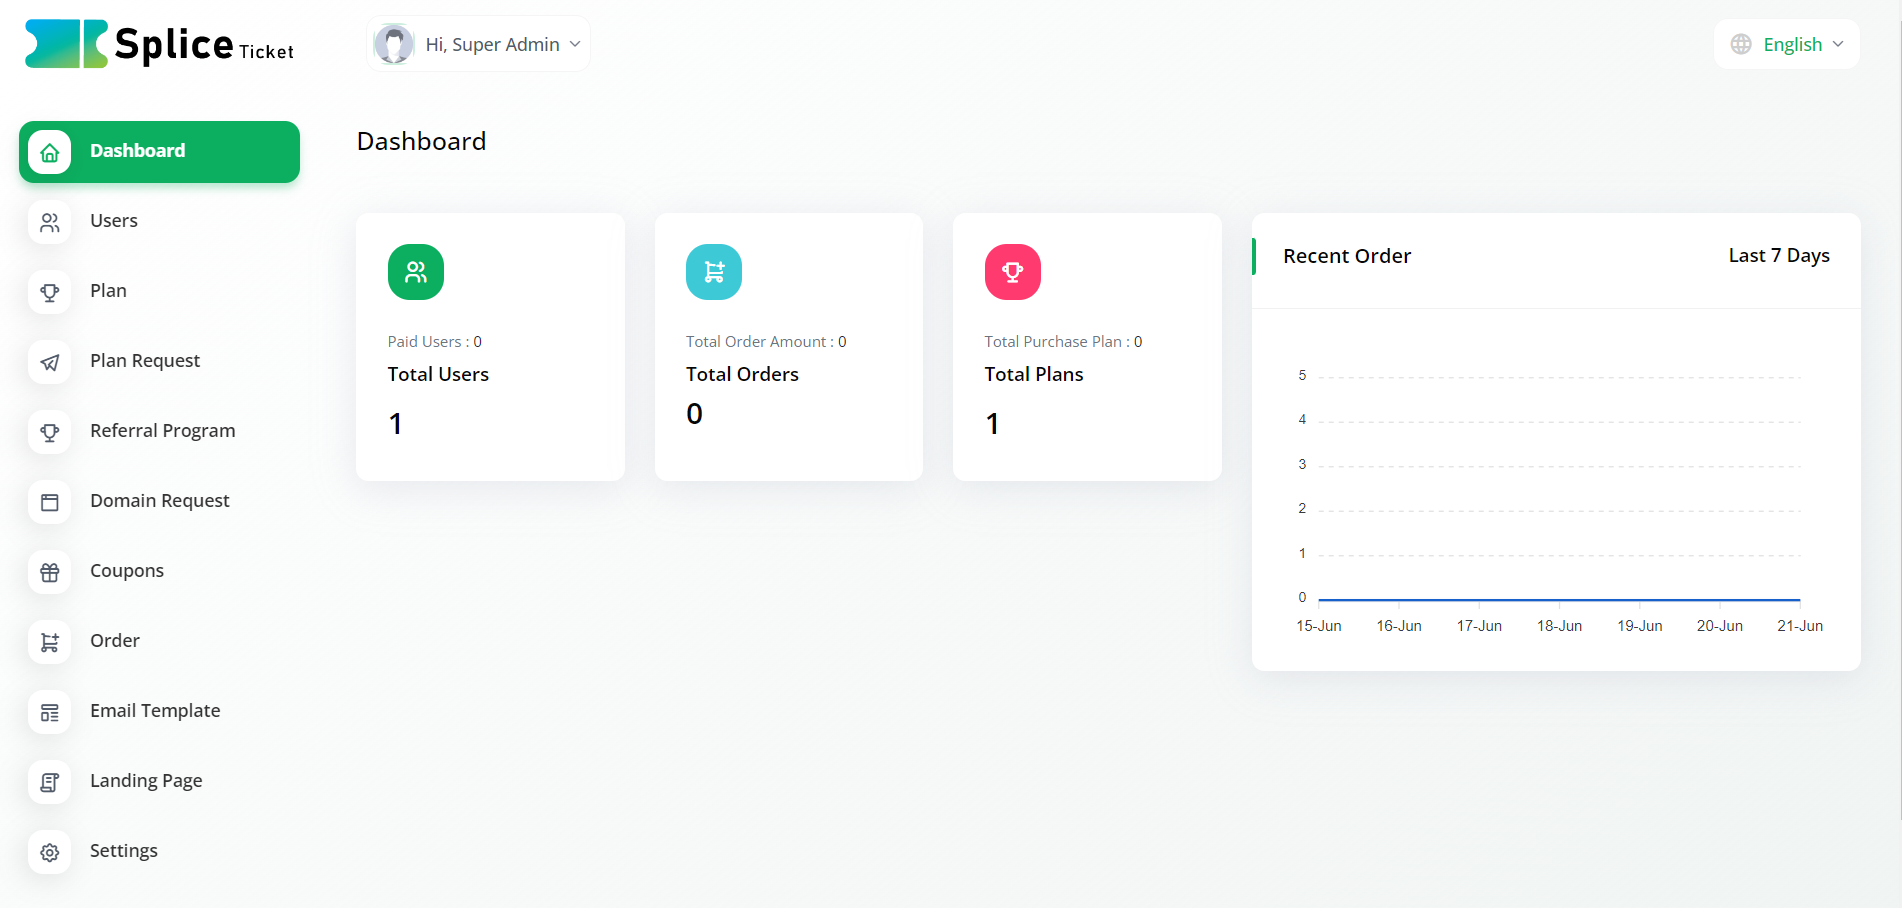 Splice Ticket
Hi, Super Admin
English
Dashboard
Users
Plan
Plan Request
Referral Program
Domain Request
Coupons
Order
Email Template
Landing Page
Settings
Dashboard
Paid Users : 0
Total Users
1
Total Order Amount : 0
Total Orders
0
Total Purchase Plan : 0
Total Plans
1
Recent Order
Last 7 Days
5
4
3
2
1
0
15-Jun 16-Jun 17-Jun 18-Jun 19-Jun 20-Jun 21-Jun